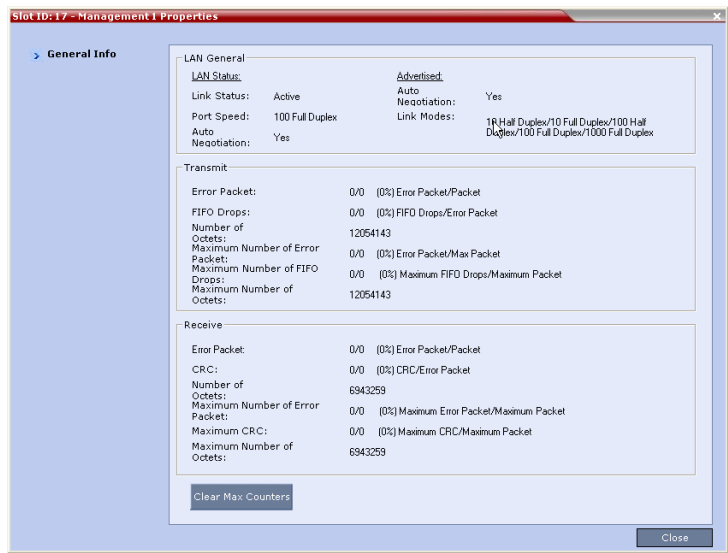 Slot ID: 17 - Management 1 Properties
General Info
LAN General
LAN Status:
Advertised:
Link Status: Active
Auto Negotiation: Yes
Port Speed: 100 Full Duplex
Link Modes: 10 Half Duplex/10 Full Duplex/100 Half
Duplex/100 Full Duplex/1000 Full Duplex
Auto
Negotiation: Yes
Transmit
Error Packet: 0/0 (0%) Error Packet/Packet
FIFO Drops: 0/0 (0%) FIFO Drops/Error Packet
Number of
Octets: 12054143
Maximum Number of Error
Packet: 0/0 (0%) Error Packet/Max Packet
Maximum Number of FIFO
Drops: 0/0 (0%) Maximum FIFO Drops/Maximum Packet
Maximum Number of
Octets: 12054143
Receive
Error Packet: 0/0 (0%) Error Packet/Packet
CRC: 0/0 (0%) CRC/Error Packet
Number of
Octets: 6943259
Maximum Number of Error
Packet: 0/0 (0%) Maximum Error Packet/Maximum Packet
Maximum CRC: 0/0 (0%) Maximum CRC/Maximum Packet
Maximum Number of
Octets: 6943259
Clear Max Counters
Close